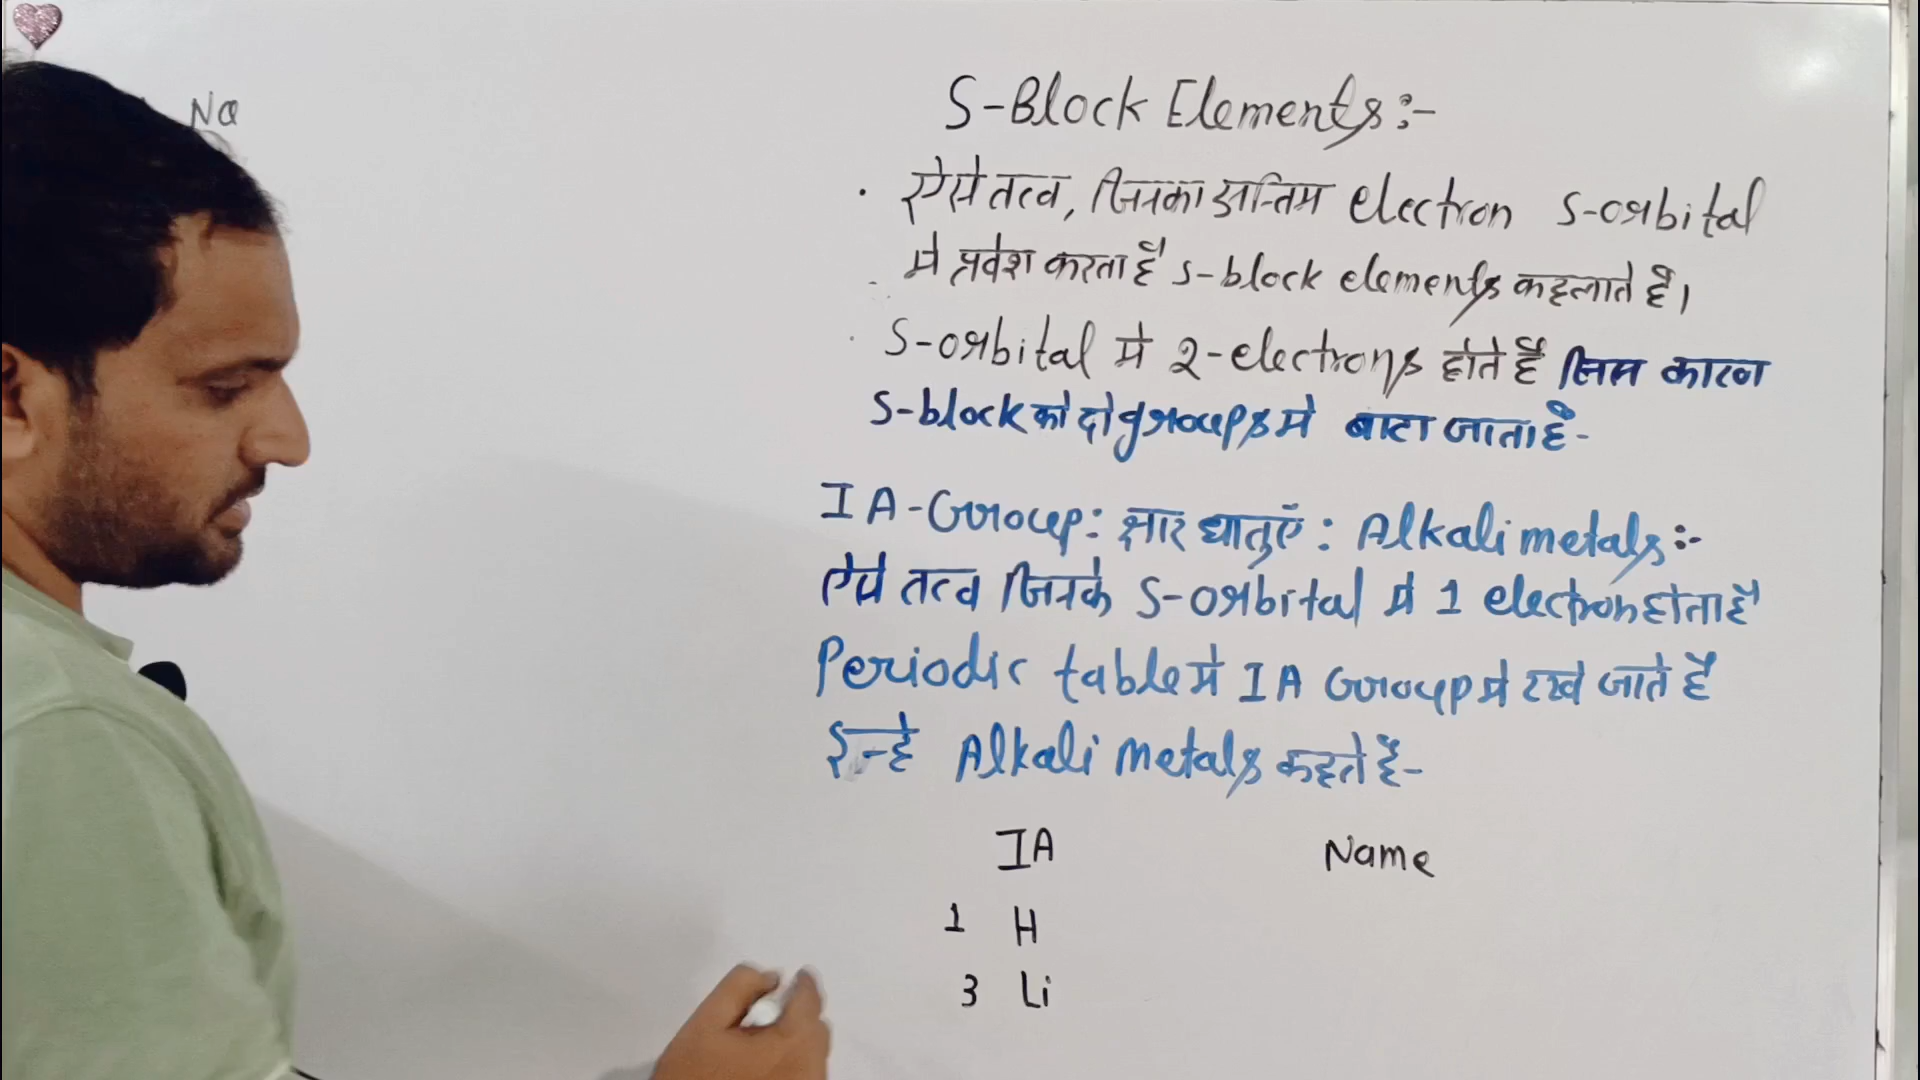 Na
S-Block Elements:-
• ऐसे तत्व, जिनका अन्तिम electron S-orbital
मे प्रवेश करता है s-block elements कहलाते है।
• S-orbital मे 2-electrons होते है जिस कारण
S-block को दो groups मे बाटा जाता है-
IA-Group: क्षार धातुएँ : Alkali metals:-
ऐसे तत्व जिनके S-orbital मे 1 electron होता है
Periodic table मे IA Group मे रखे जाते है
इन्हे Alkali metals कहते है-
IA Name
1 H
3 Li